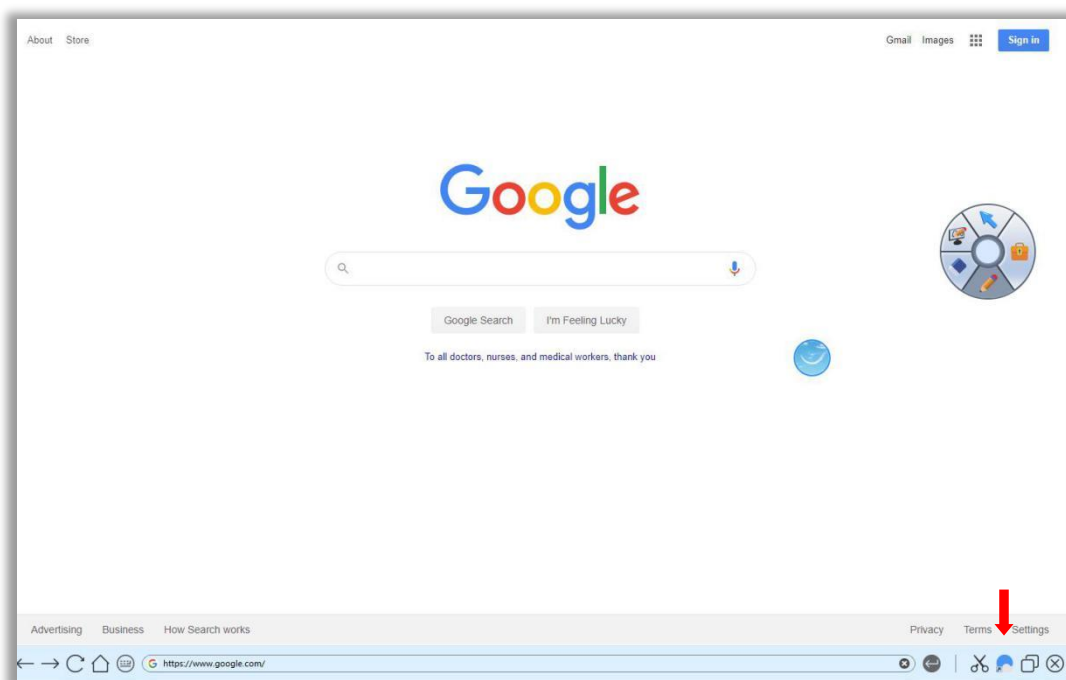 About Store
Gmail Images Sign in
Google
Google Search I'm Feeling Lucky
To all doctors, nurses, and medical workers, thank you
Advertising Business How Search works
Privacy Terms Settings
G https://www.google.com/